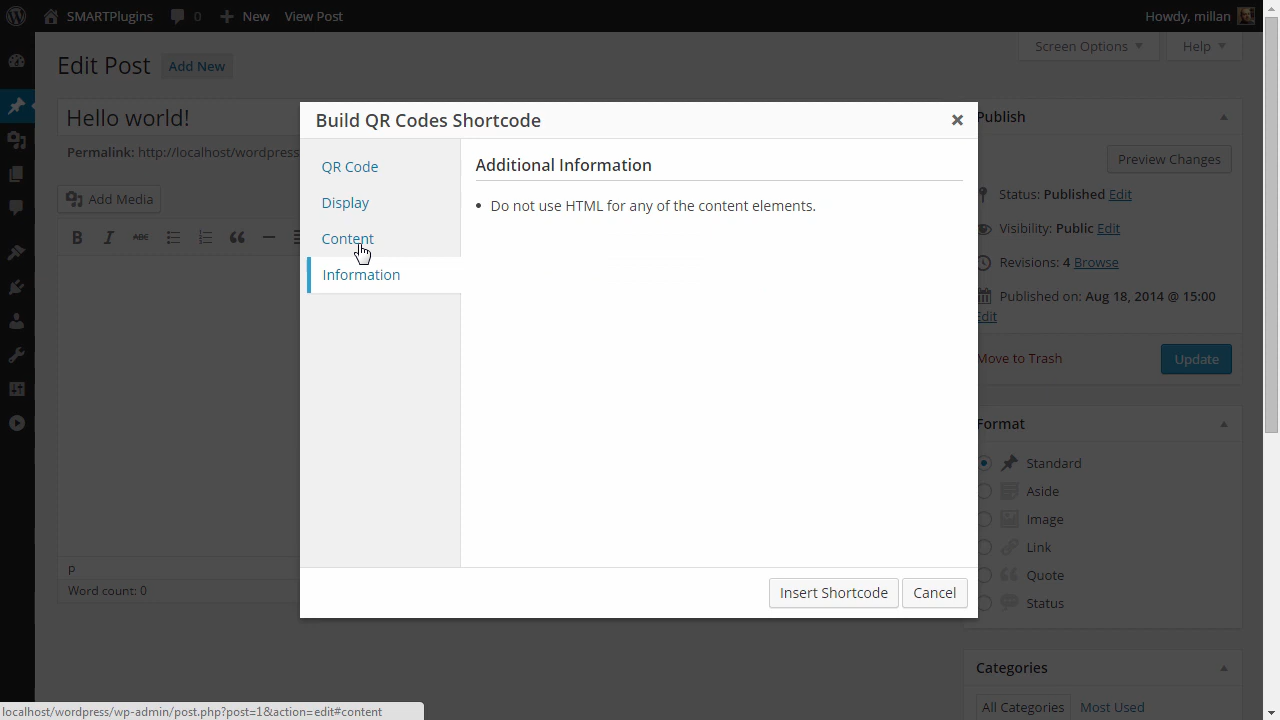 SMARTPlugins 0 New View Post Howdy, millan
Screen Options Help
Edit Post Add New
Hello world!
Permalink: http://localhost/wordpress
Add Media
B I ABC
P
Word count: 0
Build QR Codes Shortcode
QR Code
Display
Content
Information
Additional Information
• Do not use HTML for any of the content elements.
Insert Shortcode Cancel
Publish
Preview Changes
Status: Published Edit
Visibility: Public Edit
Revisions: 4 Browse
Published on: Aug 18, 2014 @ 15:00
Edit
Move to Trash Update
Format
Standard
Aside
Image
Link
Quote
Status
Categories
All Categories Most Used
localhost/wordpress/wp-admin/post.php?post=1&action=edit#content